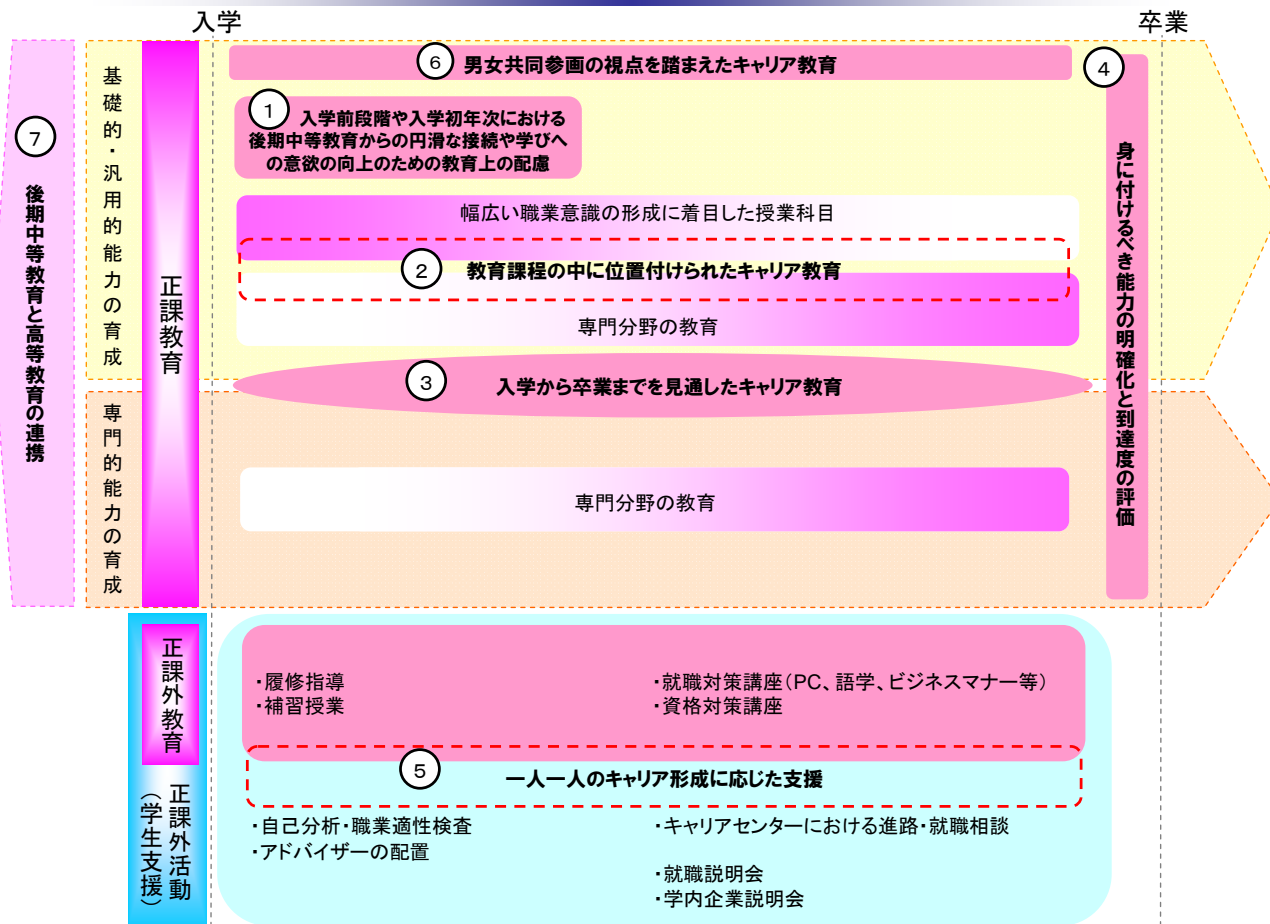 入学
卒業
⑦
後期中等教育と高等教育の連携
基礎的・汎用的能力の育成
専門的能力の育成
正課教育
⑥ 男女共同参画の視点を踏まえたキャリア教育
① 入学前段階や入学初年次における
後期中等教育からの円滑な接続や学びへ
の意欲の向上のための教育上の配慮
幅広い職業意識の形成に着目した授業科目
② 教育課程の中に位置付けられたキャリア教育
専門分野の教育
③ 入学から卒業までを見通したキャリア教育
専門分野の教育
④
身に付けるべき能力の明確化と到達度の評価
正課外教育
・履修指導
・補習授業
・就職対策講座(PC、語学、ビジネスマナー等)
・資格対策講座
⑤ 一人一人のキャリア形成に応じた支援
正課外活動
(学生支援)
・自己分析・職業適性検査
・アドバイザーの配置
・キャリアセンターにおける進路・就職相談
・就職説明会
・学内企業説明会